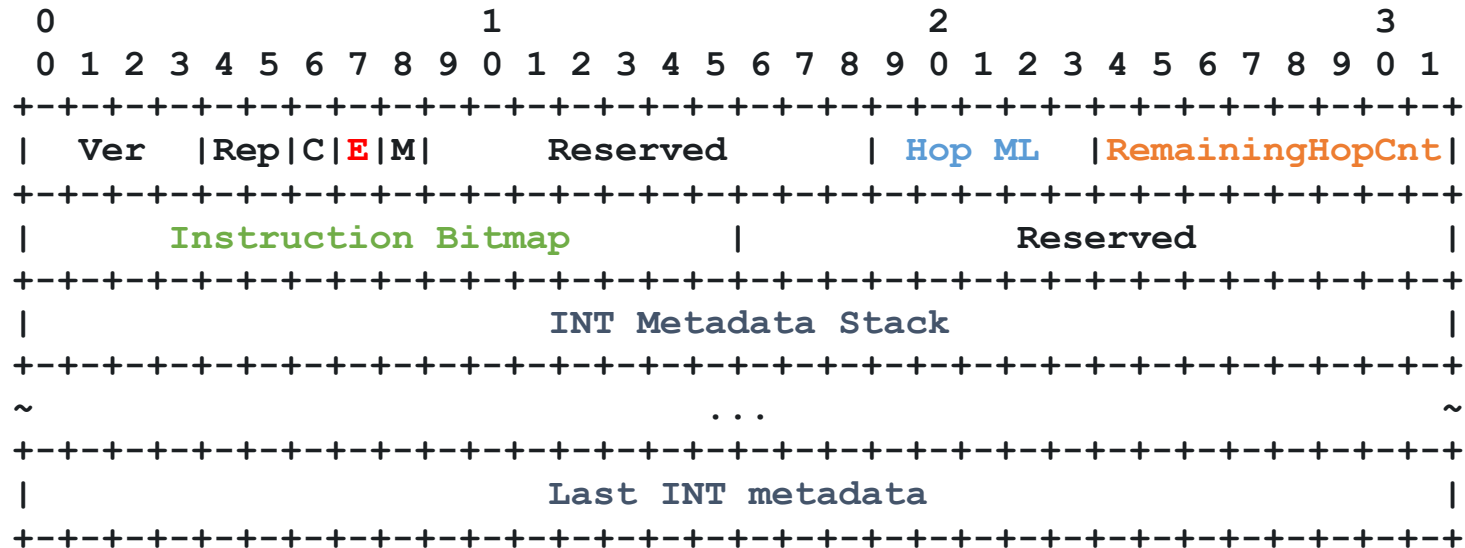 0                   1                   2                   3
0 1 2 3 4 5 6 7 8 9 0 1 2 3 4 5 6 7 8 9 0 1 2 3 4 5 6 7 8 9 0 1
+-+-+-+-+-+-+-+-+-+-+-+-+-+-+-+-+-+-+-+-+-+-+-+-+-+-+-+-+-+-+-+-+
|  Ver  |Rep|C|E|M|     Reserved      | Hop ML  |RemainingHopCnt|
+-+-+-+-+-+-+-+-+-+-+-+-+-+-+-+-+-+-+-+-+-+-+-+-+-+-+-+-+-+-+-+-+
|      Instruction Bitmap       |            Reserved           |
+-+-+-+-+-+-+-+-+-+-+-+-+-+-+-+-+-+-+-+-+-+-+-+-+-+-+-+-+-+-+-+-+
|                       INT Metadata Stack                      |
+-+-+-+-+-+-+-+-+-+-+-+-+-+-+-+-+-+-+-+-+-+-+-+-+-+-+-+-+-+-+-+-+
~                              ...                              ~
+-+-+-+-+-+-+-+-+-+-+-+-+-+-+-+-+-+-+-+-+-+-+-+-+-+-+-+-+-+-+-+-+
|                       Last INT metadata                       |
+-+-+-+-+-+-+-+-+-+-+-+-+-+-+-+-+-+-+-+-+-+-+-+-+-+-+-+-+-+-+-+-+